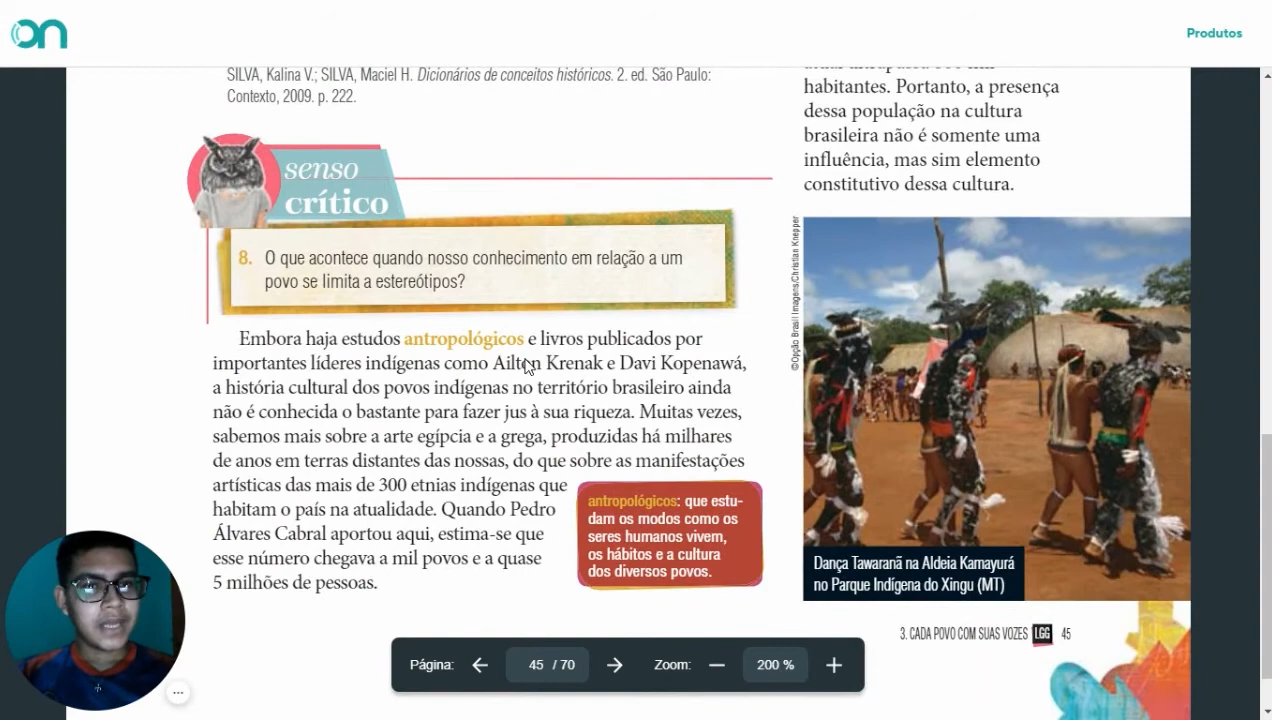 on
Produtos
SILVA, Kalina V.; SILVA, Maciel H. Dicionários de conceitos históricos. 2. ed. São Paulo:
Contexto, 2009. p. 222.
senso
crítico
8. O que acontece quando nosso conhecimento em relação a um
povo se limita a estereótipos?
Embora haja estudos antropológicos e livros publicados por
importantes líderes indígenas como Ailton Krenak e Davi Kopenawá,
a história cultural dos povos indígenas no território brasileiro ainda
não é conhecida o bastante para fazer jus à sua riqueza. Muitas vezes,
sabemos mais sobre a arte egípcia e a grega, produzidas há milhares
de anos em terras distantes das nossas, do que sobre as manifestações
artísticas das mais de 300 etnias indígenas que
habitam o país na atualidade. Quando Pedro
Álvares Cabral aportou aqui, estima-se que
esse número chegava a mil povos e a quase
5 milhões de pessoas.
antropológicos: que estu-
dam os modos como os
seres humanos vivem,
os hábitos e a cultura
dos diversos povos.
habitantes. Portanto, a presença
dessa população na cultura
brasileira não é somente uma
influência, mas sim elemento
constitutivo dessa cultura.
©Opção Brasil Imagens/Christian Knepper
Dança Tawaranã na Aldeia Kamayurá
no Parque Indígena do Xingu (MT)
3. CADA POVO COM SUAS VOZES LGG 45
Página: 45 / 70 Zoom: 200 %